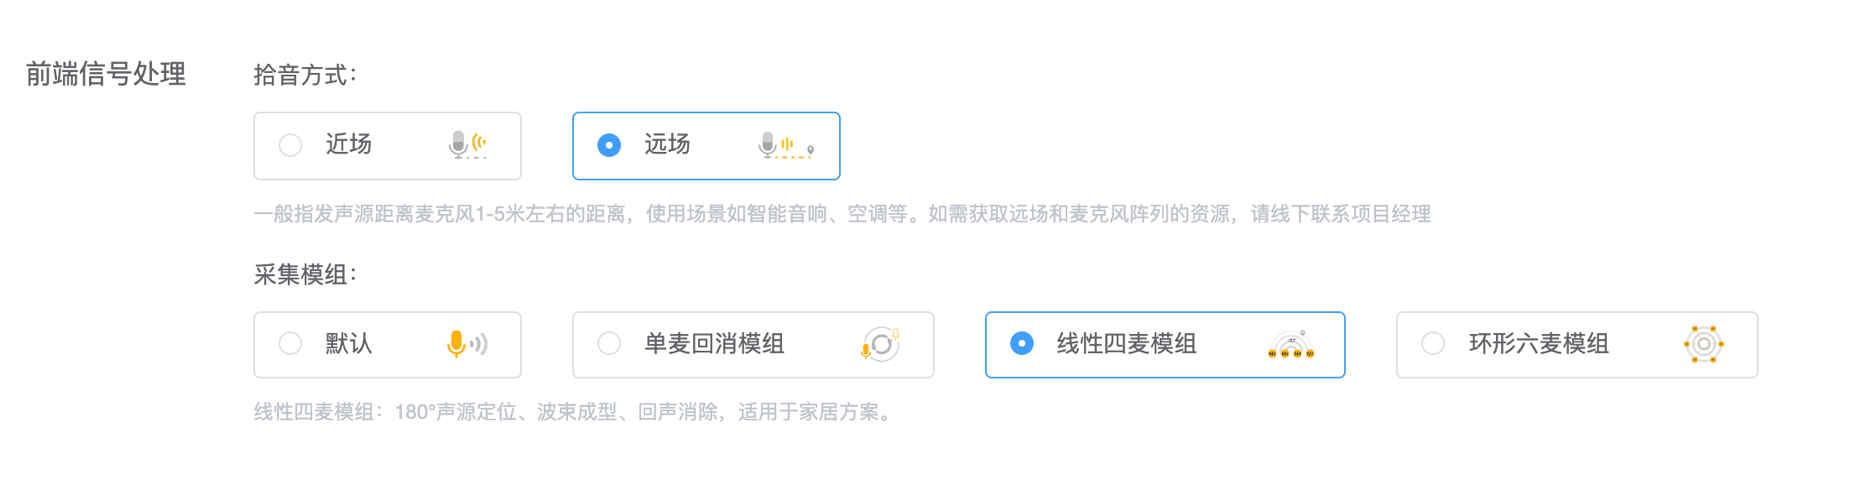 前端信号处理
拾音方式：
近场
远场
一般指发声源距离麦克风1-5米左右的距离，使用场景如智能音响、空调等。如需获取远场和麦克风阵列的资源，请线下联系项目经理
采集模组：
默认
单麦回消模组
线性四麦模组
环形六麦模组
线性四麦模组：180°声源定位、波束成型、回声消除，适用于家居方案。